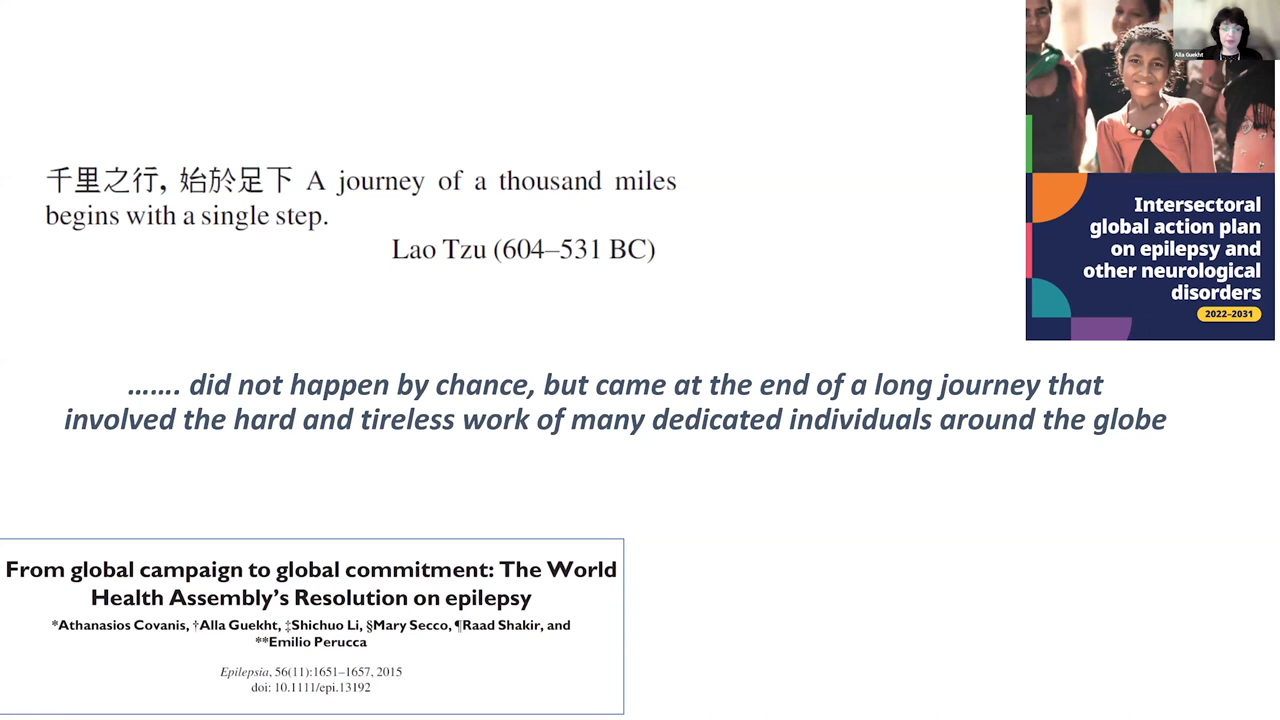 Alla Guekht
千里之行, 始於足下 A journey of a thousand miles
begins with a single step.
Lao Tzu (604–531 BC)
Intersectoral
global action plan
on epilepsy and
other neurological
disorders
2022–2031
……. did not happen by chance, but came at the end of a long journey that
involved the hard and tireless work of many dedicated individuals around the globe
From global campaign to global commitment: The World
Health Assembly's Resolution on epilepsy
*Athanasios Covanis, †Alla Guekht, ‡Shichuo Li, §Mary Secco, ¶Raad Shakir, and
**Emilio Perucca
Epilepsia, 56(11):1651–1657, 2015
doi: 10.1111/epi.13192